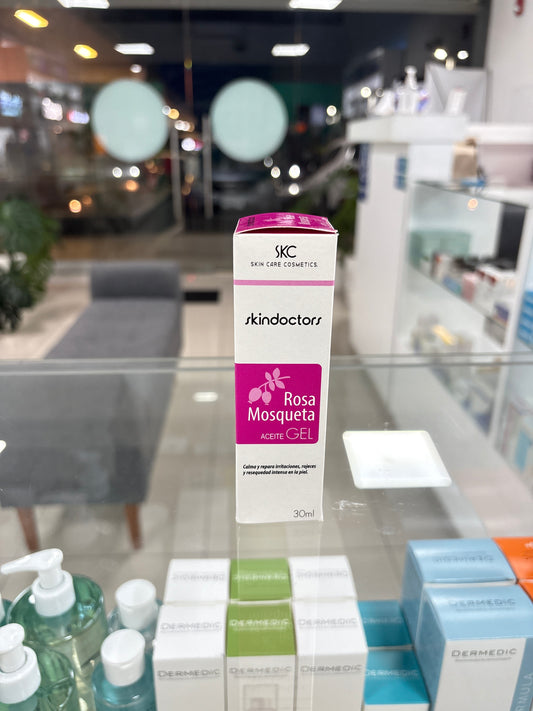 SKC
SKIN CARE COSMETICS.
skindoctors
Rosa
Mosqueta
ACEITE GEL
Calma y repara irritaciones, rojeces
y resequedad intensa en la piel.
30ml
DERMEDIC
DERMEDIC
DERMEDIC
DERMEDIC
DERMEDIC